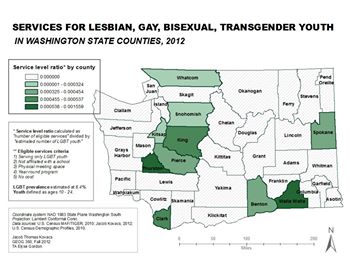 SERVICES FOR LESBIAN, GAY, BISEXUAL, TRANSGENDER YOUTH
IN WASHINGTON STATE COUNTIES, 2012
Service level ratio* by county
0.000000
0.000001 - 0.000324
0.000325 - 0.000454
0.000455 - 0.000537
0.000538 - 0.001559
* Service level ratio calculated as
"number of eligible services** divided by
"estimated number of LGBT youth"
** Eligible services criteria
1) Serving only LGBT youth
2) Not affiliated with a school
3) Physical meeting space
4) Year round program
5) No cost
LGBT prevalence estimated at 6.4%
Youth defined as ages 10 - 24.
Whatcom
San
Juan
Skagit
Island
Okanogan
Ferry
Stevens
Pend
Oreille
Clallam
Snohomish
Chelan
Jefferson
Kitsap
King
Douglas
Lincoln
Spokane
Grays
Harbor
Mason
Kittitas
Grant
Adams
Whitman
Thurston
Pierce
Pacific
Lewis
Yakima
Franklin
Garfield
Wahkiakum
Cowlitz
Skamania
Benton
Walla Walla
Columbia
Asotin
Clark
Klickitat
Coordinate system: NAD 1983 State Plane Washington South
Projection: Lambert Conformal Conic
Data sources: U.S. Census MAF/TIGER, 2010; Jacob Kovacs, 2012;
U.S. Census Demographic Profiles, 2010.
Jacob Thomas Kovacs
GEOG 360, Fall 2012
TA Elyse Gordon
0
50
100
200
Miles
N